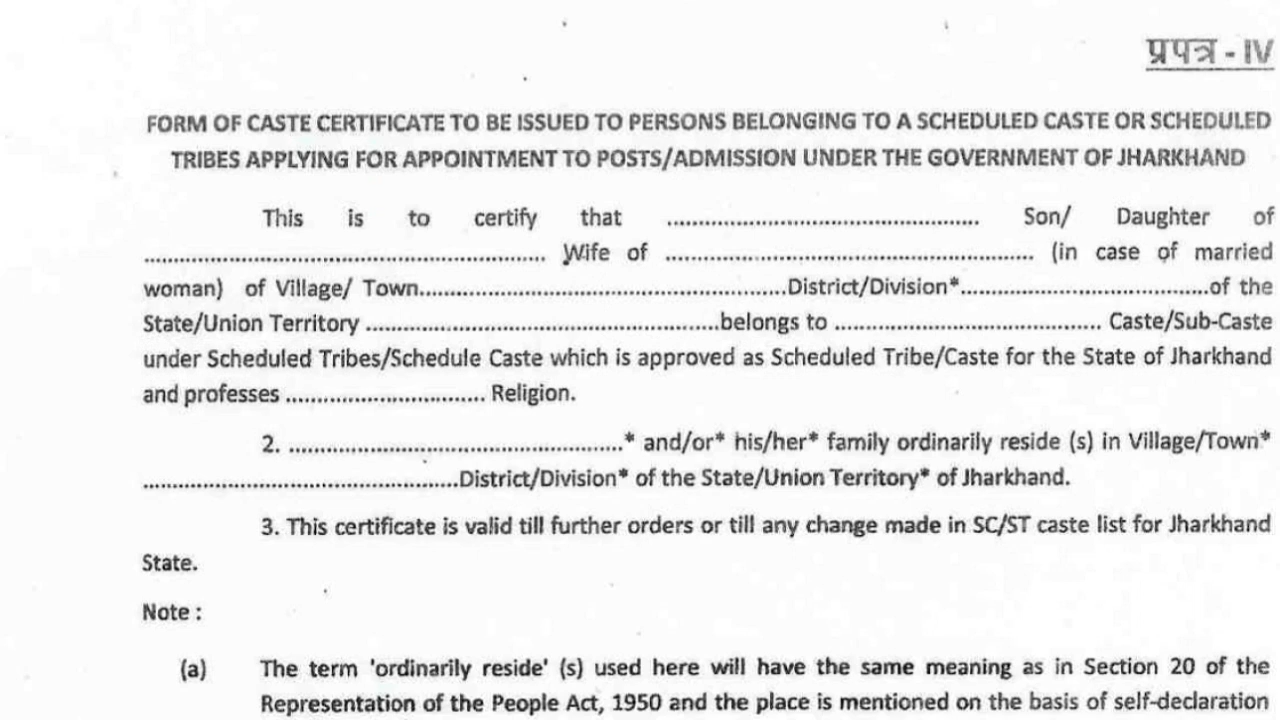 प्रपत्र - IV
FORM OF CASTE CERTIFICATE TO BE ISSUED TO PERSONS BELONGING TO A SCHEDULED CASTE OR SCHEDULED
TRIBES APPLYING FOR APPOINTMENT TO POSTS/ADMISSION UNDER THE GOVERNMENT OF JHARKHAND
This is to certify that .................................................. Son/ Daughter of
................................................................ Wife of ........................................................... (in case of married
woman) of Village/ Town...........................................................District/Division*........................................of the
State/Union Territory .........................................................belongs to ........................................... Caste/Sub-Caste
under Scheduled Tribes/Schedule Caste which is approved as Scheduled Tribe/Caste for the State of Jharkhand
and professes ................................ Religion.
2. ......................................................* and/or* his/her* family ordinarily reside (s) in Village/Town*
...................................................District/Division* of the State/Union Territory* of Jharkhand.
3. This certificate is valid till further orders or till any change made in SC/ST caste list for Jharkhand
State.
Note :
(a) The term 'ordinarily reside' (s) used here will have the same meaning as in Section 20 of the
Representation of the People Act, 1950 and the place is mentioned on the basis of self-declaration